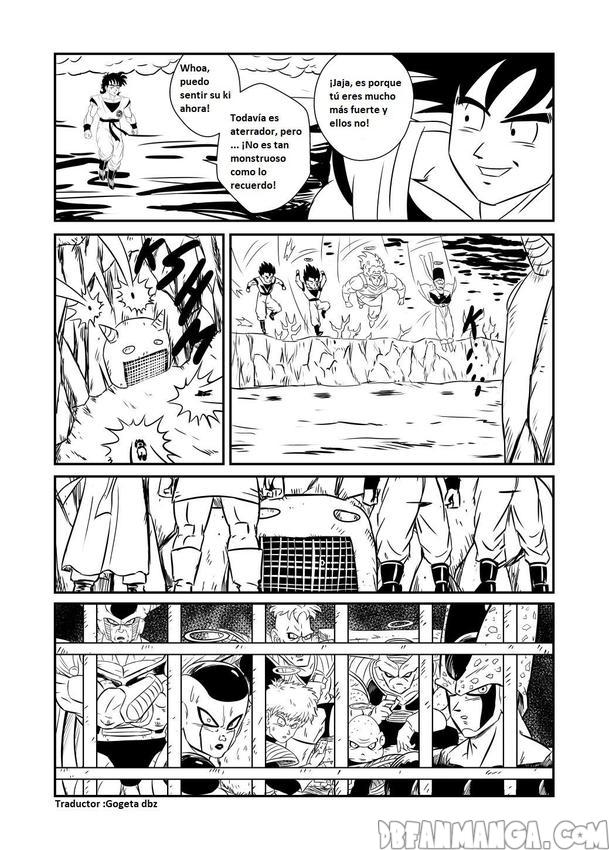 Whoa,
puedo
sentir su ki
ahora!
Todavía es
aterrador, pero
... ¡No es tan
monstruoso
como lo
recuerdo!
¡Jaja, es porque
tú eres mucho
más fuerte y
ellos no!
KSHM
Traductor :Gogeta dbz
DBFANMANGA.COM